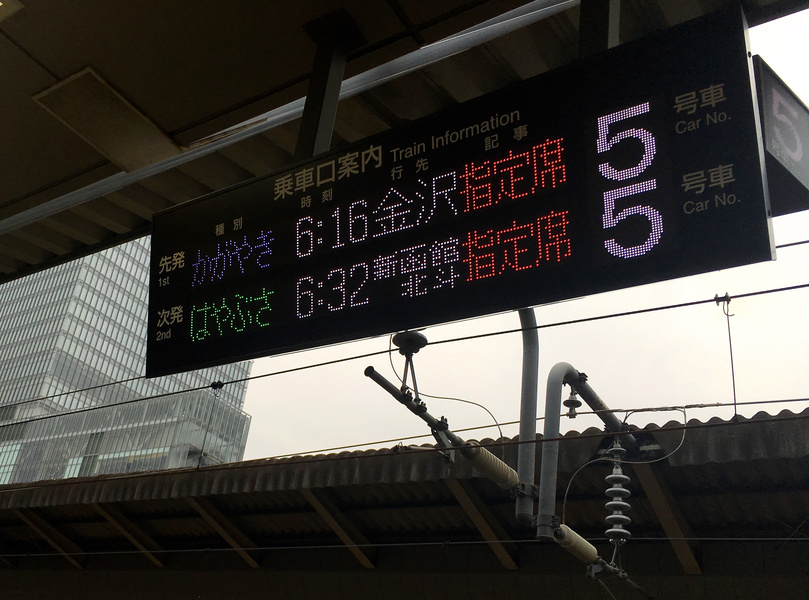 乗車口案内 Train Information
種別 時刻 行先 記事
先発 かがやき 6:16 金沢 指定席 5 号車
1st Car No.
次発 はやぶさ 6:32 新函館北斗 指定席 5 号車
2nd Car No.
5